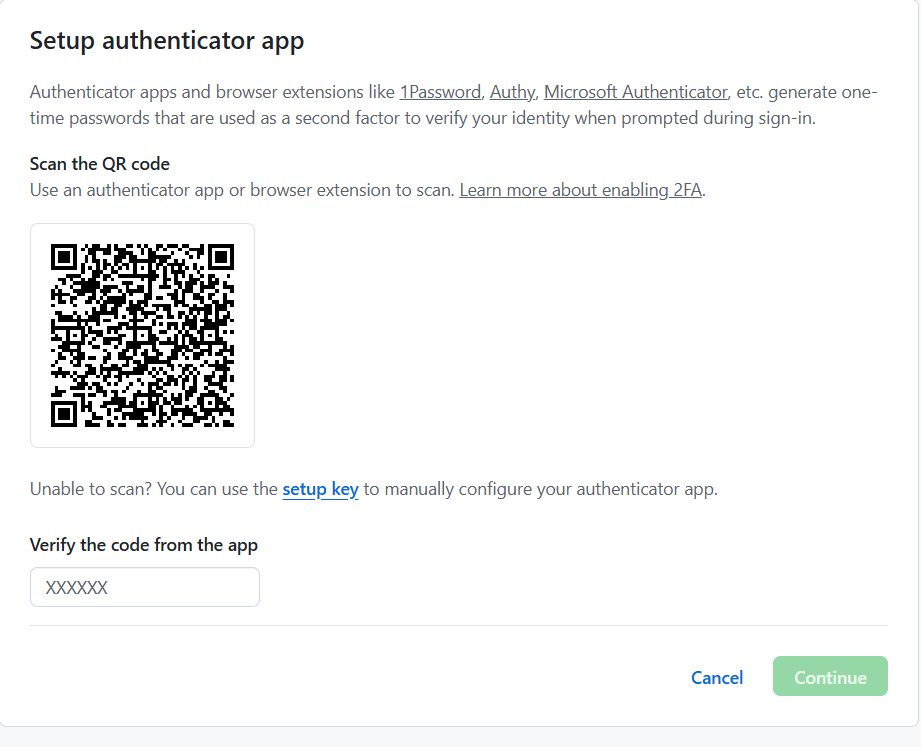 Setup authenticator app
Authenticator apps and browser extensions like 1Password, Authy, Microsoft Authenticator, etc. generate one-
time passwords that are used as a second factor to verify your identity when prompted during sign-in.
Scan the QR code
Use an authenticator app or browser extension to scan. Learn more about enabling 2FA.
Unable to scan? You can use the setup key to manually configure your authenticator app.
Verify the code from the app
XXXXXX
Cancel
Continue